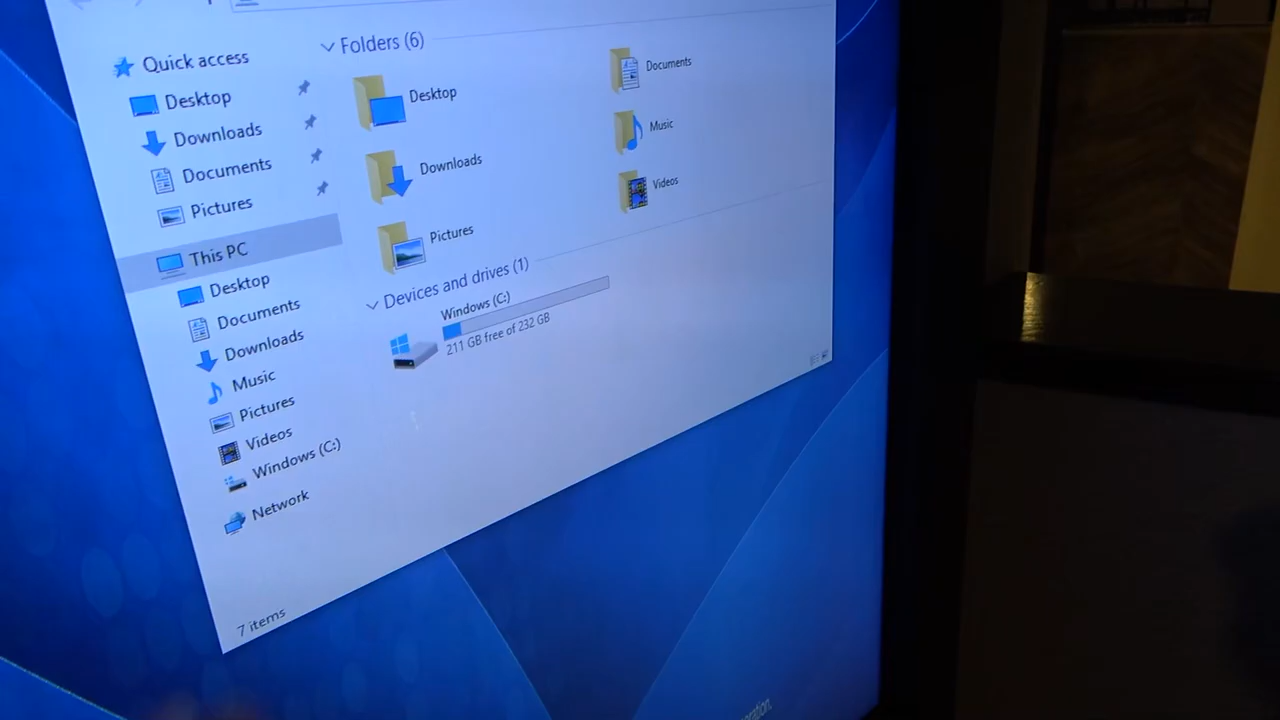 Quick access
Desktop
Downloads
Documents
Pictures
This PC
Desktop
Documents
Downloads
Music
Pictures
Videos
Windows (C:)
Network
Folders (6)
Desktop
Documents
Downloads
Music
Pictures
Videos
Devices and drives (1)
Windows (C:)
211 GB free of 232 GB
7 items